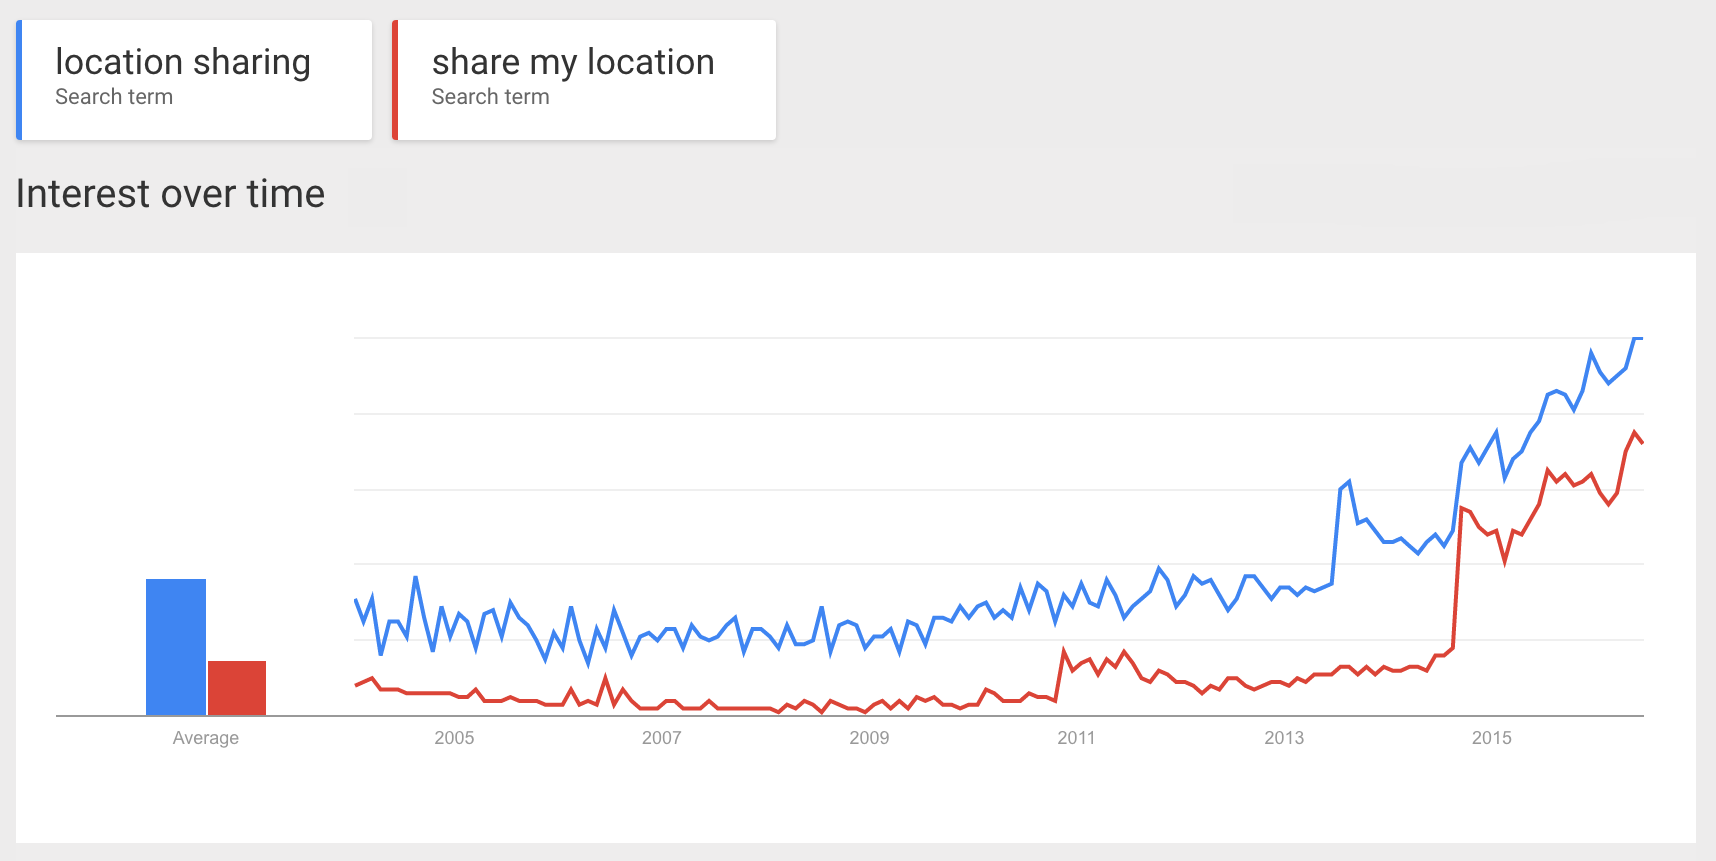 location sharing
Search term
share my location
Search term
Interest over time
Average 2005 2007 2009 2011 2013 2015